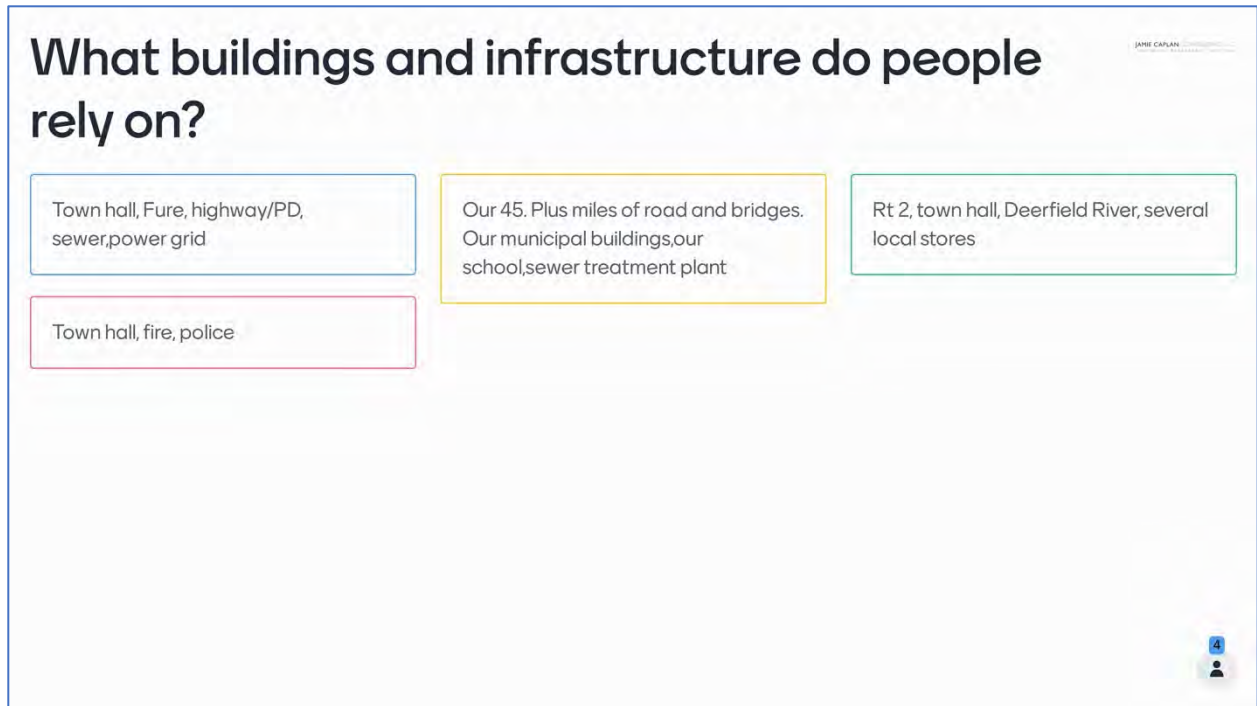 What buildings and infrastructure do people
rely on?
JAMIE CAPLAN
Town hall, Fure, highway/PD,
sewer,power grid
Our 45. Plus miles of road and bridges.
Our municipal buildings,our
school,sewer treatment plant
Rt 2, town hall, Deerfield River, several
local stores
Town hall, fire, police
4